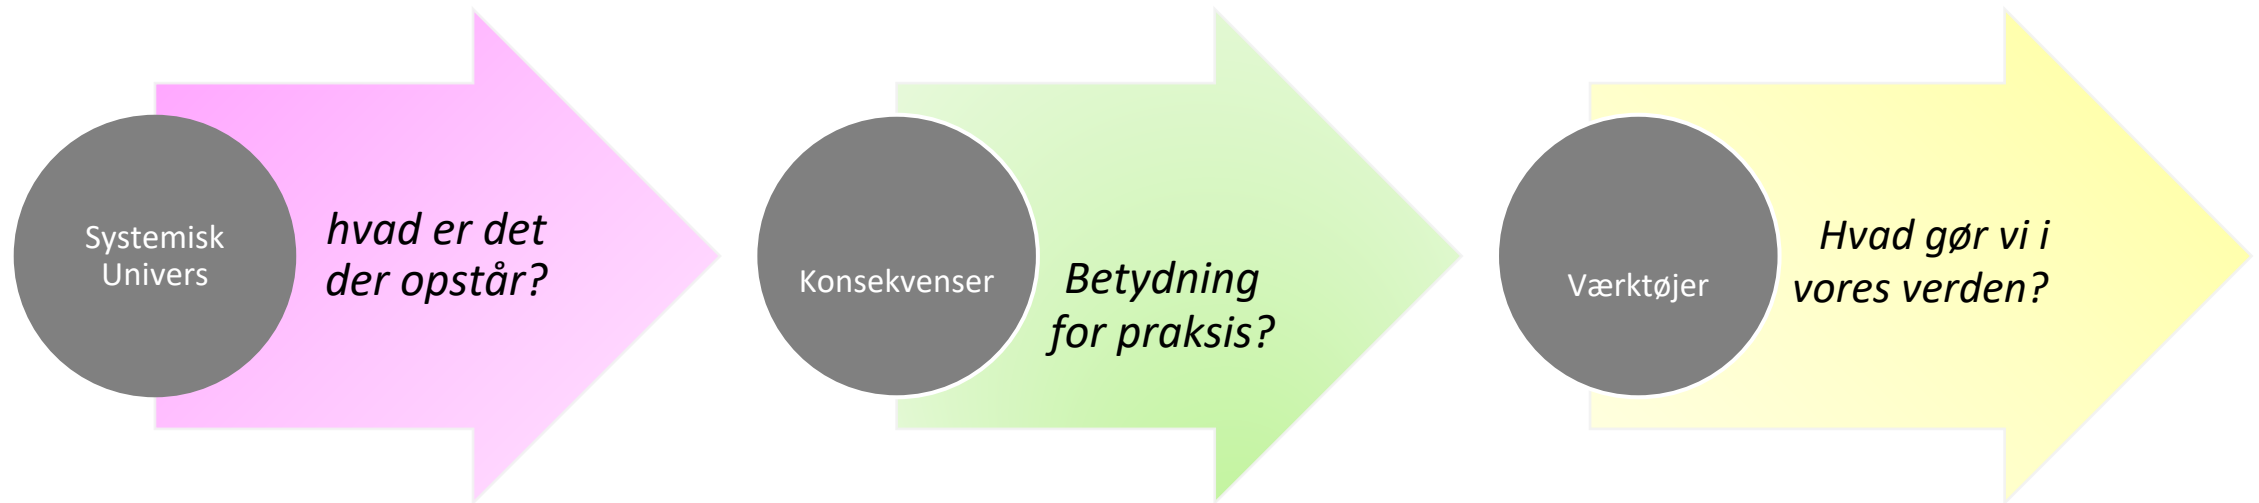 Systemisk
Univers
hvad er det
der opstår?
Konsekvenser
Betydning
for praksis?
Værktøjer
Hvad gør vi i
vores verden?